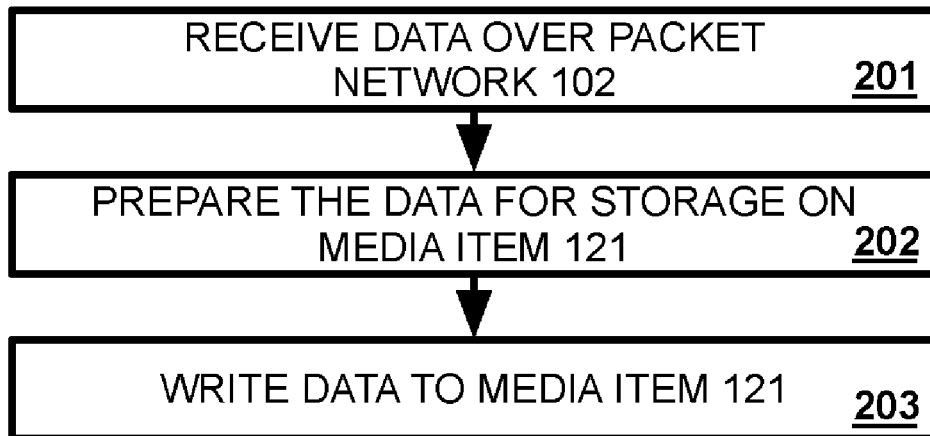 RECEIVE DATA OVER PACKET
NETWORK 102
201
PREPARE THE DATA FOR STORAGE ON
MEDIA ITEM 121
202
WRITE DATA TO MEDIA ITEM 121
203